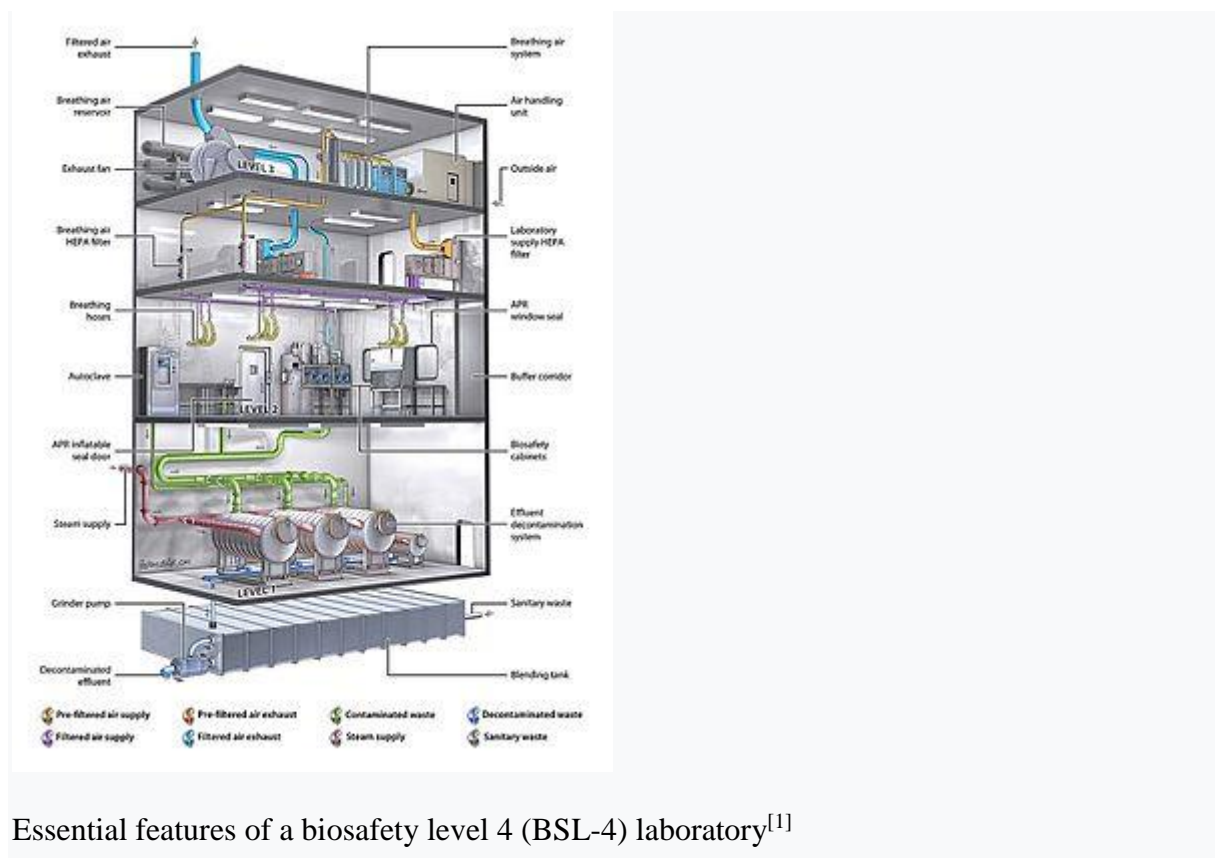 Filtered air
exhaust
Breathing air
system
Breathing air
reservoir
Air handling
unit
Exhaust fan
LEVEL 3
Outside air
Breathing air
HEPA filter
Laboratory
supply HEPA
filter
Breathing
hoses
APR
window seal
Autoclave
LEVEL 2
Buffer corridor
APR inflatable
seal door
Biosafety
cabinets
Steam supply
Effluent
decontamination
system
LEVEL 1
Grinder pump
Sanitary waste
Decontaminated
effluent
Blending tank
Pre-filtered air supply
Pre-filtered air exhaust
Contaminated waste
Decontaminated waste
Filtered air supply
Filtered air exhaust
Steam supply
Sanitary waste
Essential features of a biosafety level 4 (BSL-4) laboratory[1]